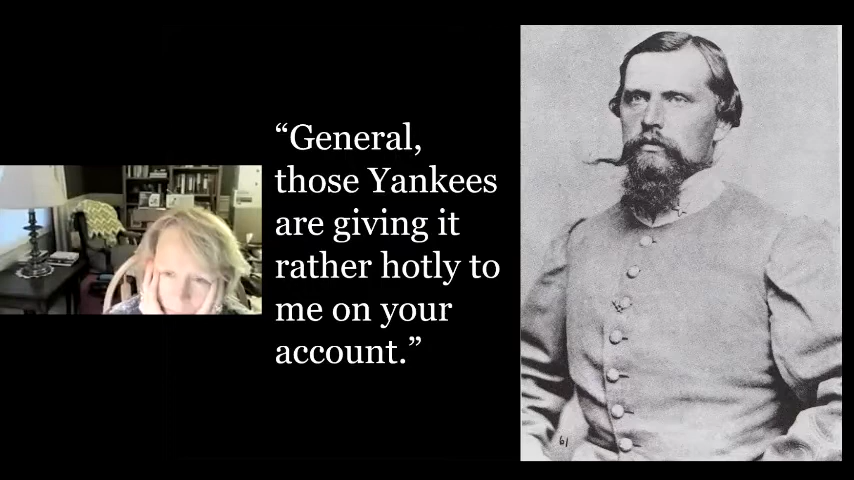 “General,
those Yankees
are giving it
rather hotly to
me on your
account.”
61